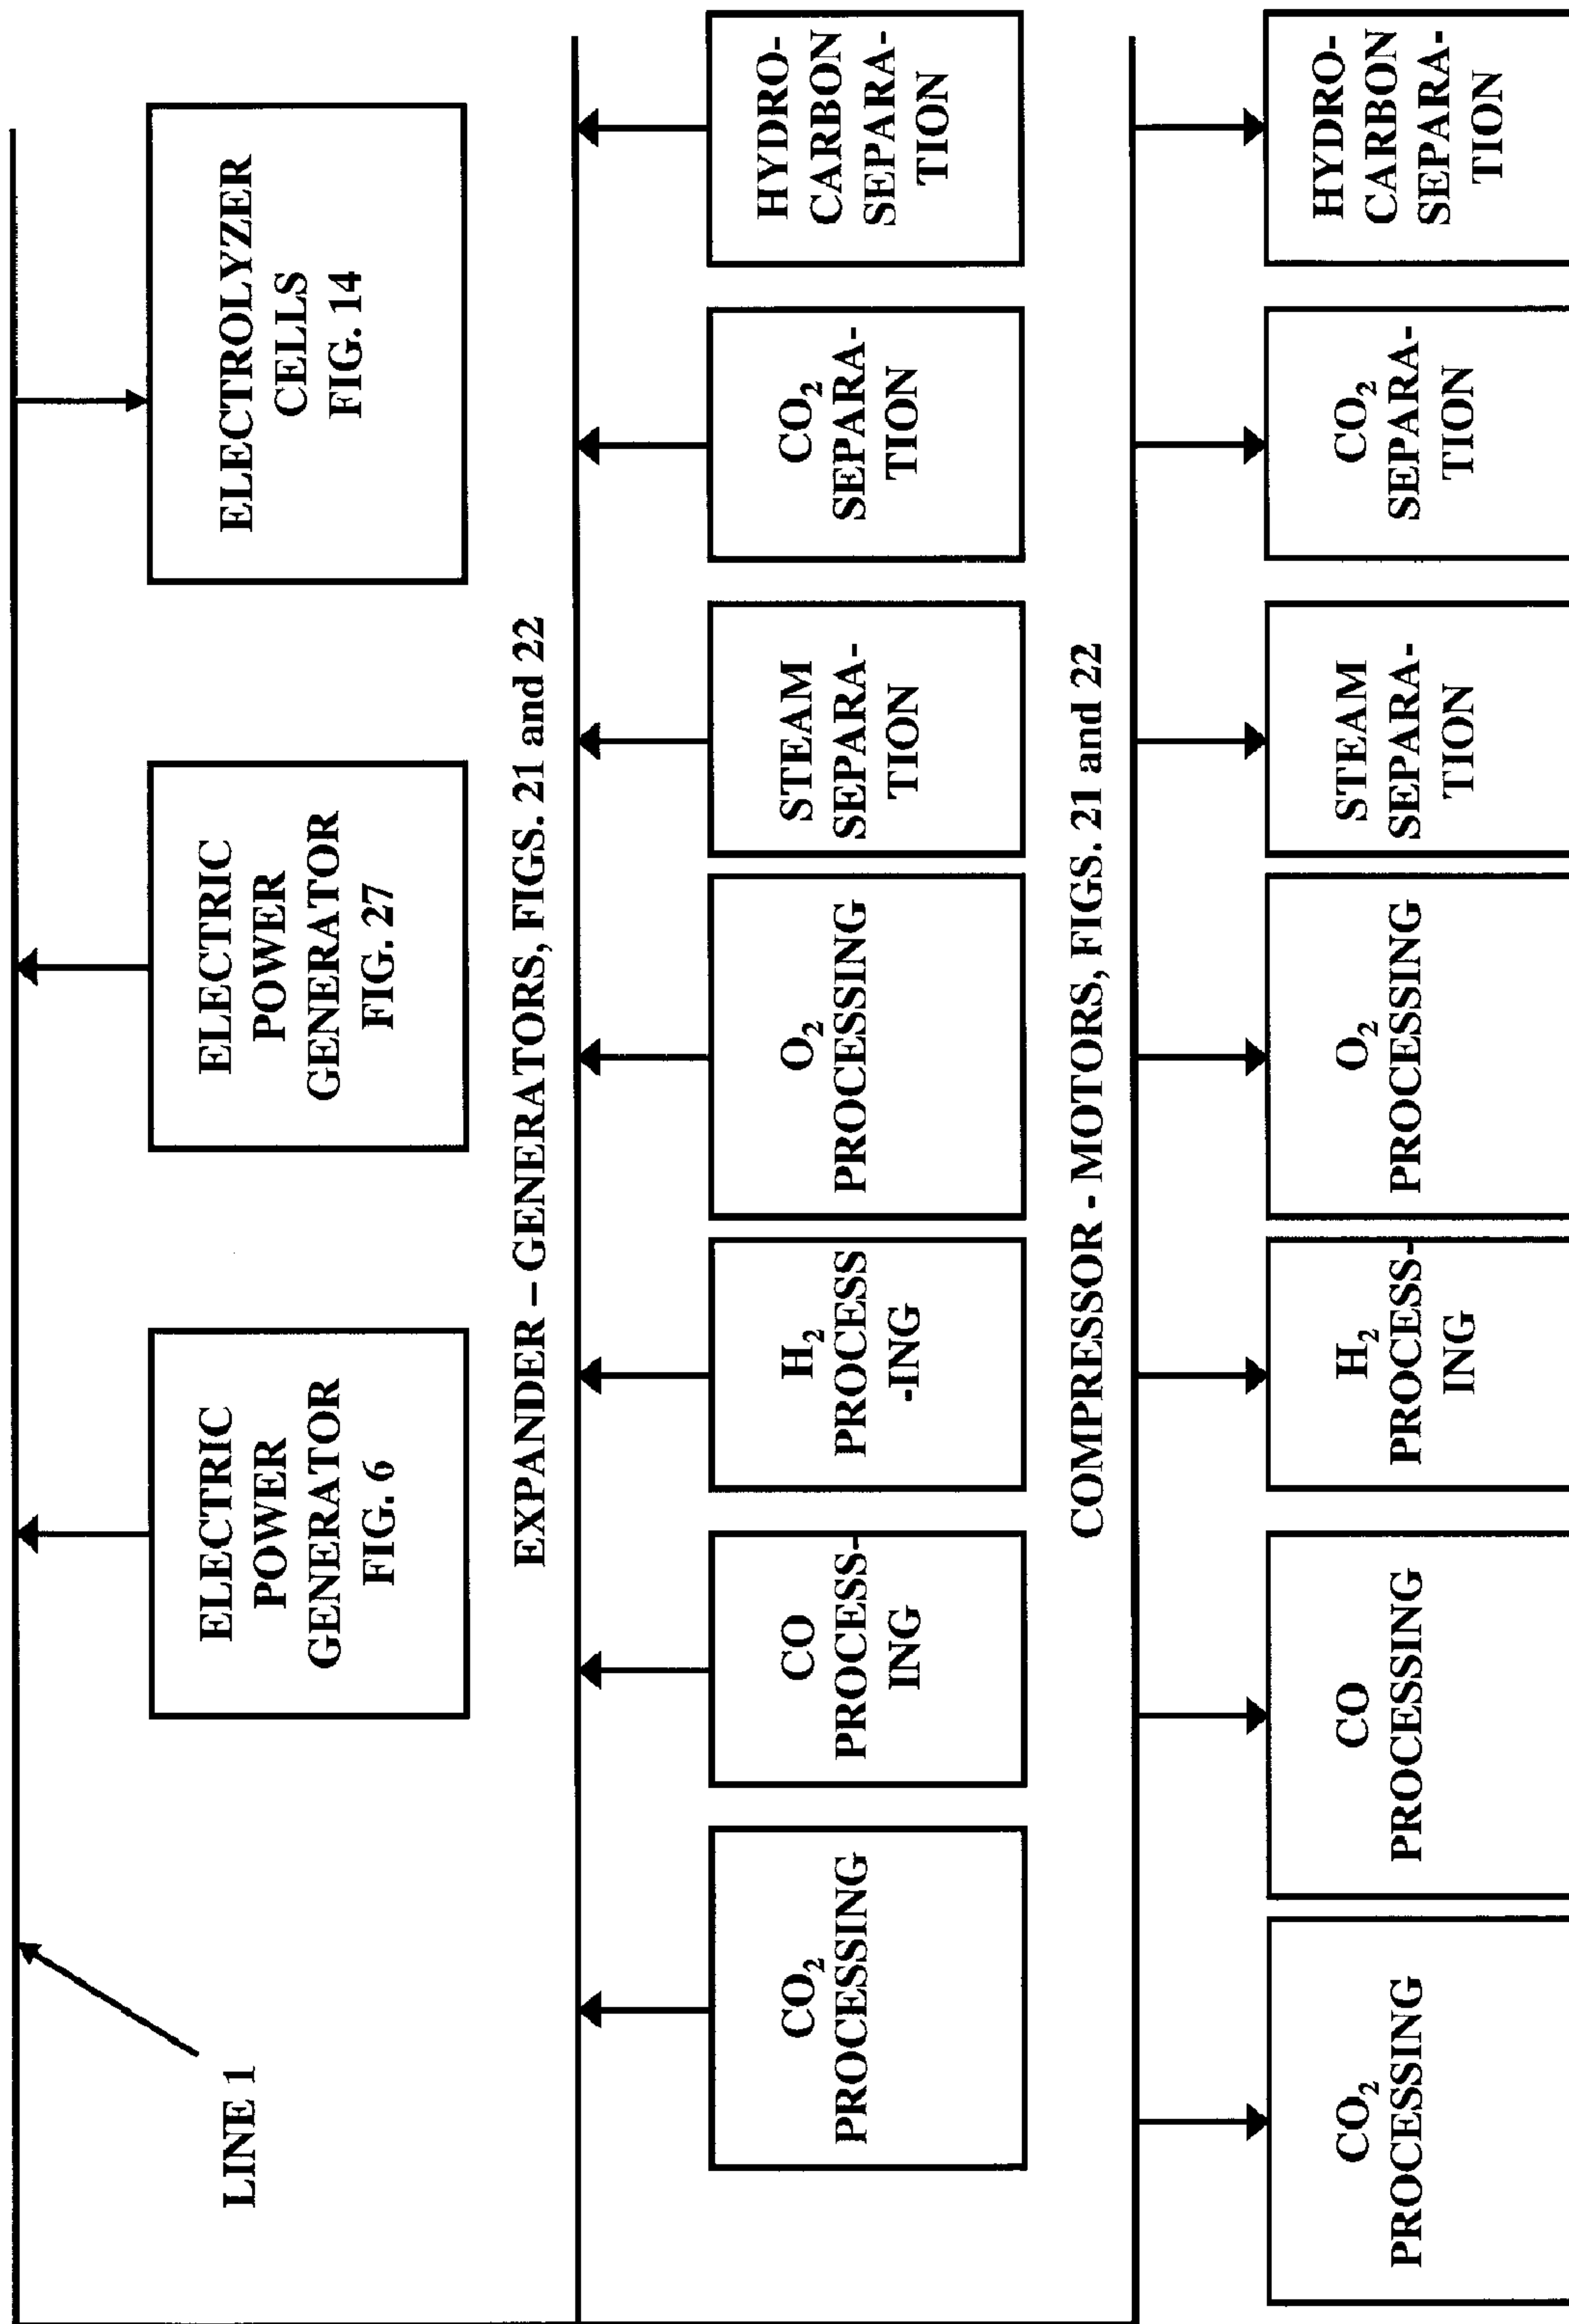 LINE 1
ELECTRIC
POWER
GENERATOR
FIG. 6
ELECTRIC
POWER
GENERATOR
FIG. 27
ELECTROLYZER
CELLS
FIG. 14
EXPANDER – GENERATORS, FIGS. 21 and 22
CO₂
PROCESSING
CO
PROCESS-
ING
H₂
PROCESS
-ING
O₂
PROCESSING
STEAM
SEPARA-
TION
CO₂
SEPARA-
TION
HYDRO-
CARBON
SEPARA-
TION
COMPRESSOR - MOTORS, FIGS. 21 and 22
CO₂
PROCESSING
CO
PROCESSING
H₂
PROCESS-
ING
O₂
PROCESSING
STEAM
SEPARA-
TION
CO₂
SEPARA-
TION
HYDRO-
CARBON
SEPARA-
TION